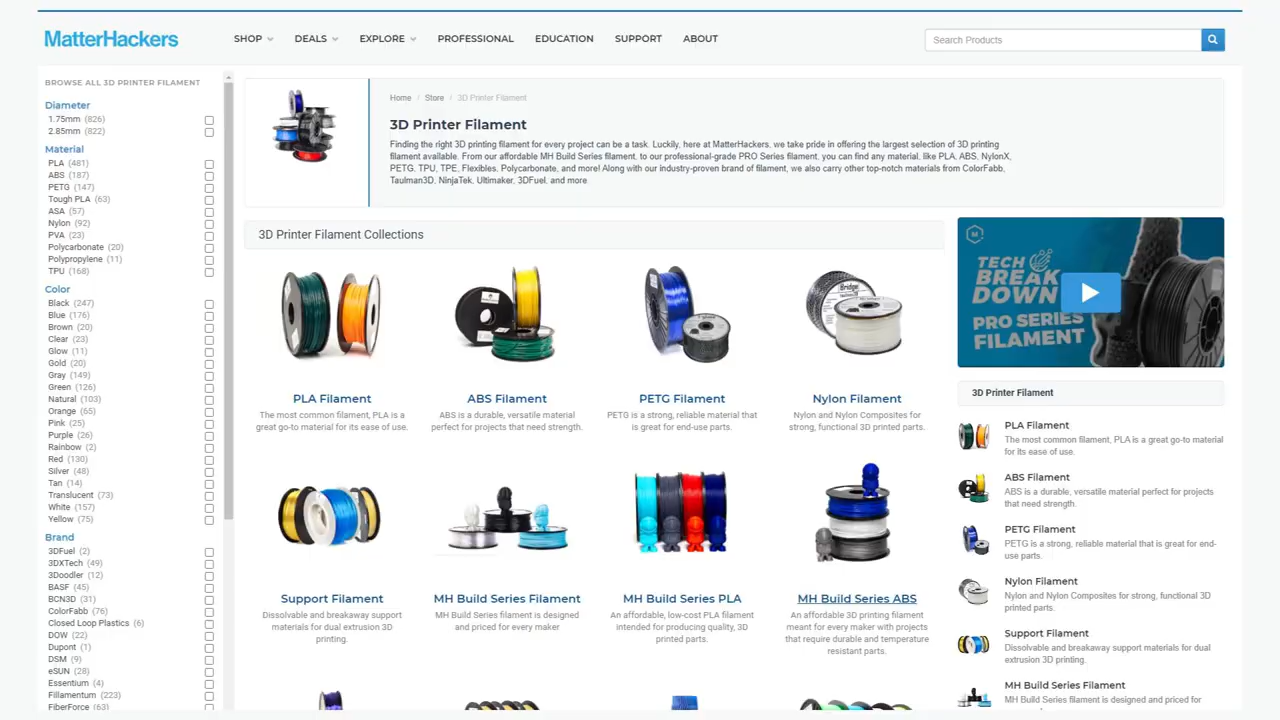 MatterHackers
SHOP
DEALS
EXPLORE
PROFESSIONAL
EDUCATION
SUPPORT
ABOUT
Search Products
BROWSE ALL 3D PRINTER FILAMENT
Diameter
1.75mm (826)
2.85mm (822)
Material
PLA (481)
ABS (187)
PETG (147)
Tough PLA (63)
ASA (57)
Nylon (92)
PVA (23)
Polycarbonate (20)
Polypropylene (11)
TPU (168)
Color
Black (247)
Blue (176)
Brown (20)
Clear (23)
Glow (11)
Gold (20)
Gray (149)
Green (126)
Natural (103)
Orange (65)
Pink (25)
Purple (26)
Rainbow (2)
Red (130)
Silver (48)
Tan (14)
Translucent (73)
White (157)
Yellow (75)
Brand
3DFuel (2)
3DXTech (49)
3Doodler (12)
BASF (45)
BCN3D (31)
ColorFabb (76)
Closed Loop Plastics (6)
DOW (22)
Dupont (1)
DSM (9)
eSUN (28)
Essentium (4)
Fillamentum (223)
FiberForce (63)
Home / Store / 3D Printer Filament
3D Printer Filament
Finding the right 3D printing filament for every project can be a task. Luckily, here at MatterHackers, we take pride in offering the largest selection of 3D printing
filament available. From our affordable MH Build Series filament, to our professional-grade PRO Series filament, you can find any material, like PLA, ABS, NylonX,
PETG, TPU, TPE, Flexibles, Polycarbonate, and more! Along with our industry-proven brand of filament, we also carry other top-notch materials from ColorFabb,
Taulman3D, NinjaTek, Ultimaker, 3DFuel, and more
3D Printer Filament Collections
Bridge
PLA Filament
The most common filament, PLA is a
great go-to material for its ease of use.
ABS Filament
ABS is a durable, versatile material
perfect for projects that need strength.
PETG Filament
PETG is a strong, reliable material that
is great for end-use parts.
Nylon Filament
Nylon and Nylon Composites for
strong, functional 3D printed parts.
Support Filament
Dissolvable and breakaway support
materials for dual extrusion 3D
printing.
MH Build Series Filament
MH Build Series filament is designed
and priced for every maker
MH Build Series PLA
An affordable, low-cost PLA filament
intended for producing quality, 3D
printed parts.
MH Build Series ABS
An affordable 3D printing filament
meant for every maker with projects
that require durable and temperature
resistant parts.
M
TECH
BREAK
DOWN
PRO SERIES
FILAMENT
3D Printer Filament
PLA Filament
The most common filament, PLA is a great go-to material
for its ease of use.
ABS Filament
ABS is a durable, versatile material perfect for projects
that need strength.
PETG Filament
PETG is a strong, reliable material that is great for end-
use parts.
Nylon Filament
Nylon and Nylon Composites for strong, functional 3D
printed parts.
Support Filament
Dissolvable and breakaway support materials for dual
extrusion 3D printing.
MH Build Series Filament
MH Build Series filament is designed and priced for